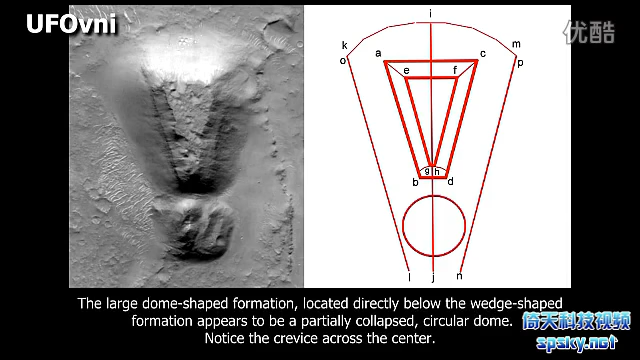 UFOvni
优酷
i
k
m
o
a
c
p
e
f
g
h
b
d
l
j
n
The large dome-shaped formation, located directly below the wedge-shaped
formation appears to be a partially collapsed, circular dome.
Notice the crevice across the center.
倚天科技视频
spsky.net